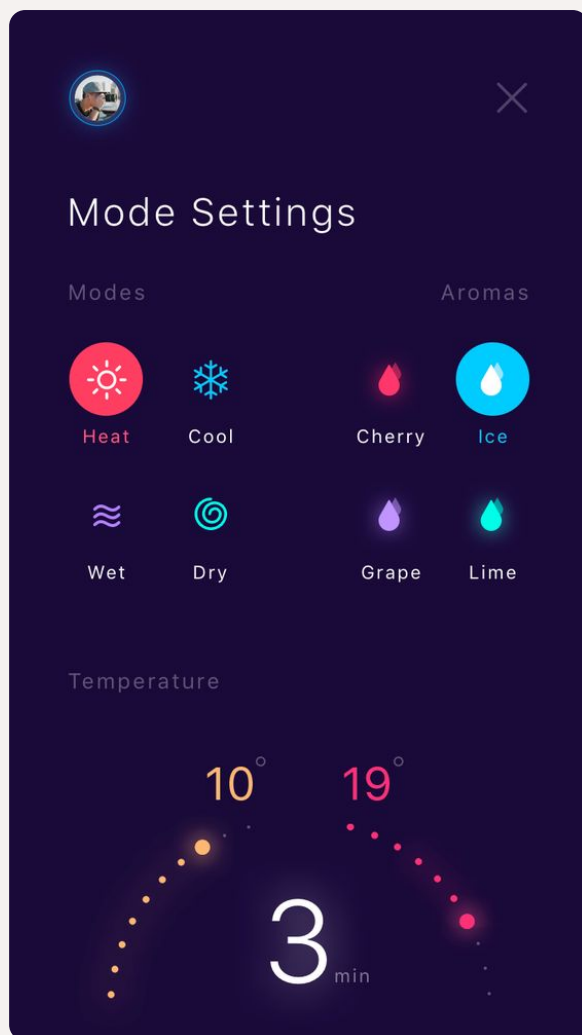 Mode Settings
Modes Aromas
Heat Cool Cherry Ice
Wet Dry Grape Lime
Temperature
10° 19°
3 min